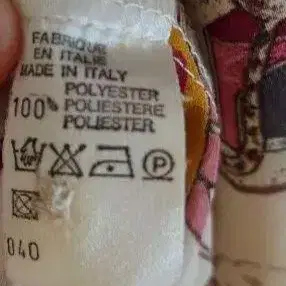 FABRIQUE
EN ITALIE
MADE IN ITALY
POLYESTER
100% POLIESTERE
POLIESTER
P
040